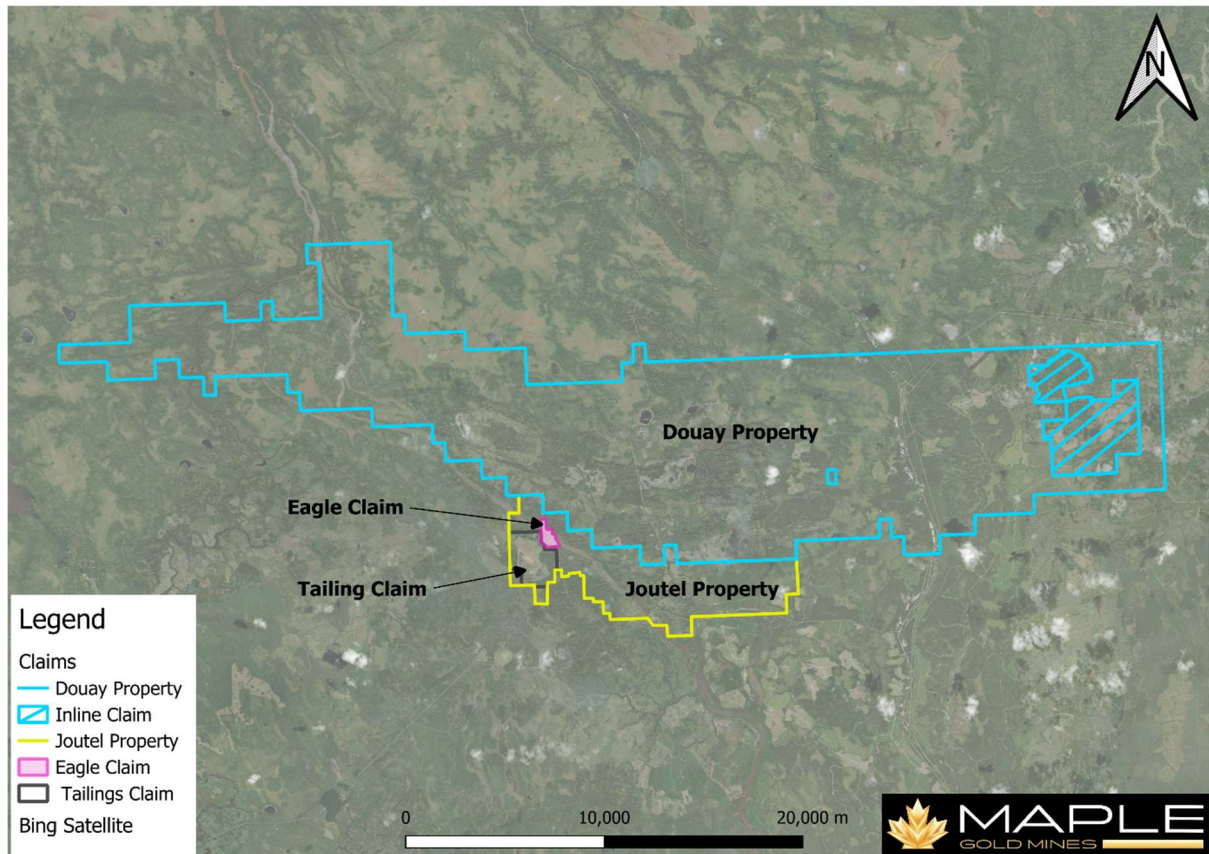 N
Douay Property
Eagle Claim
Tailing Claim
Joutel Property
Legend
Claims
Douay Property
Inline Claim
Joutel Property
Eagle Claim
Tailings Claim
Bing Satellite
0 10,000 20,000 m
MAPLE
GOLD MINES